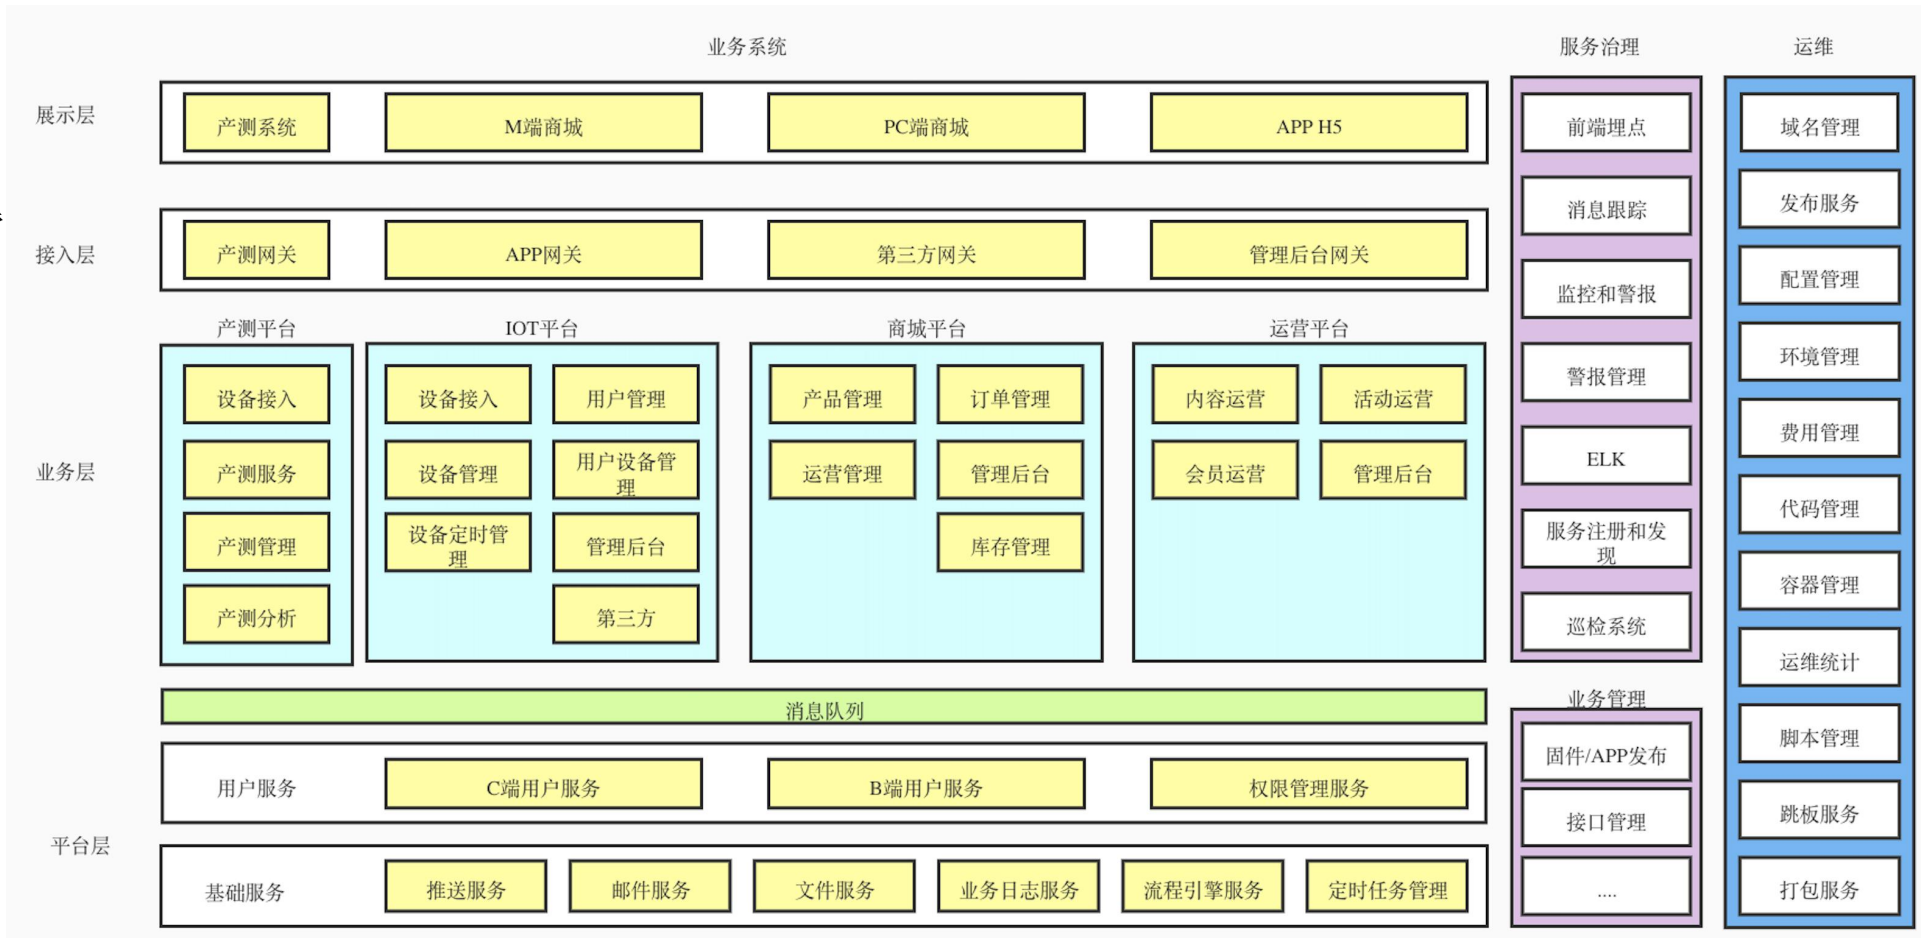 业务系统
服务治理
运维
展示层
产测系统
M端商城
PC端商城
APP H5
接入层
产测网关
APP网关
第三方网关
管理后台网关
产测平台
IOT平台
商城平台
运营平台
业务层
设备接入
产测服务
产测管理
产测分析
设备接入
用户管理
设备管理
用户设备管
理
设备定时管
理
管理后台
第三方
产品管理
订单管理
运营管理
管理后台
库存管理
内容运营
活动运营
会员运营
管理后台
消息队列
平台层
用户服务
C端用户服务
B端用户服务
权限管理服务
基础服务
推送服务
邮件服务
文件服务
业务日志服务
流程引擎服务
定时任务管理
前端埋点
消息跟踪
监控和警报
警报管理
ELK
服务注册和发
现
巡检系统
业务管理
固件/APP发布
接口管理
....
域名管理
发布服务
配置管理
环境管理
费用管理
代码管理
容器管理
运维统计
脚本管理
跳板服务
打包服务